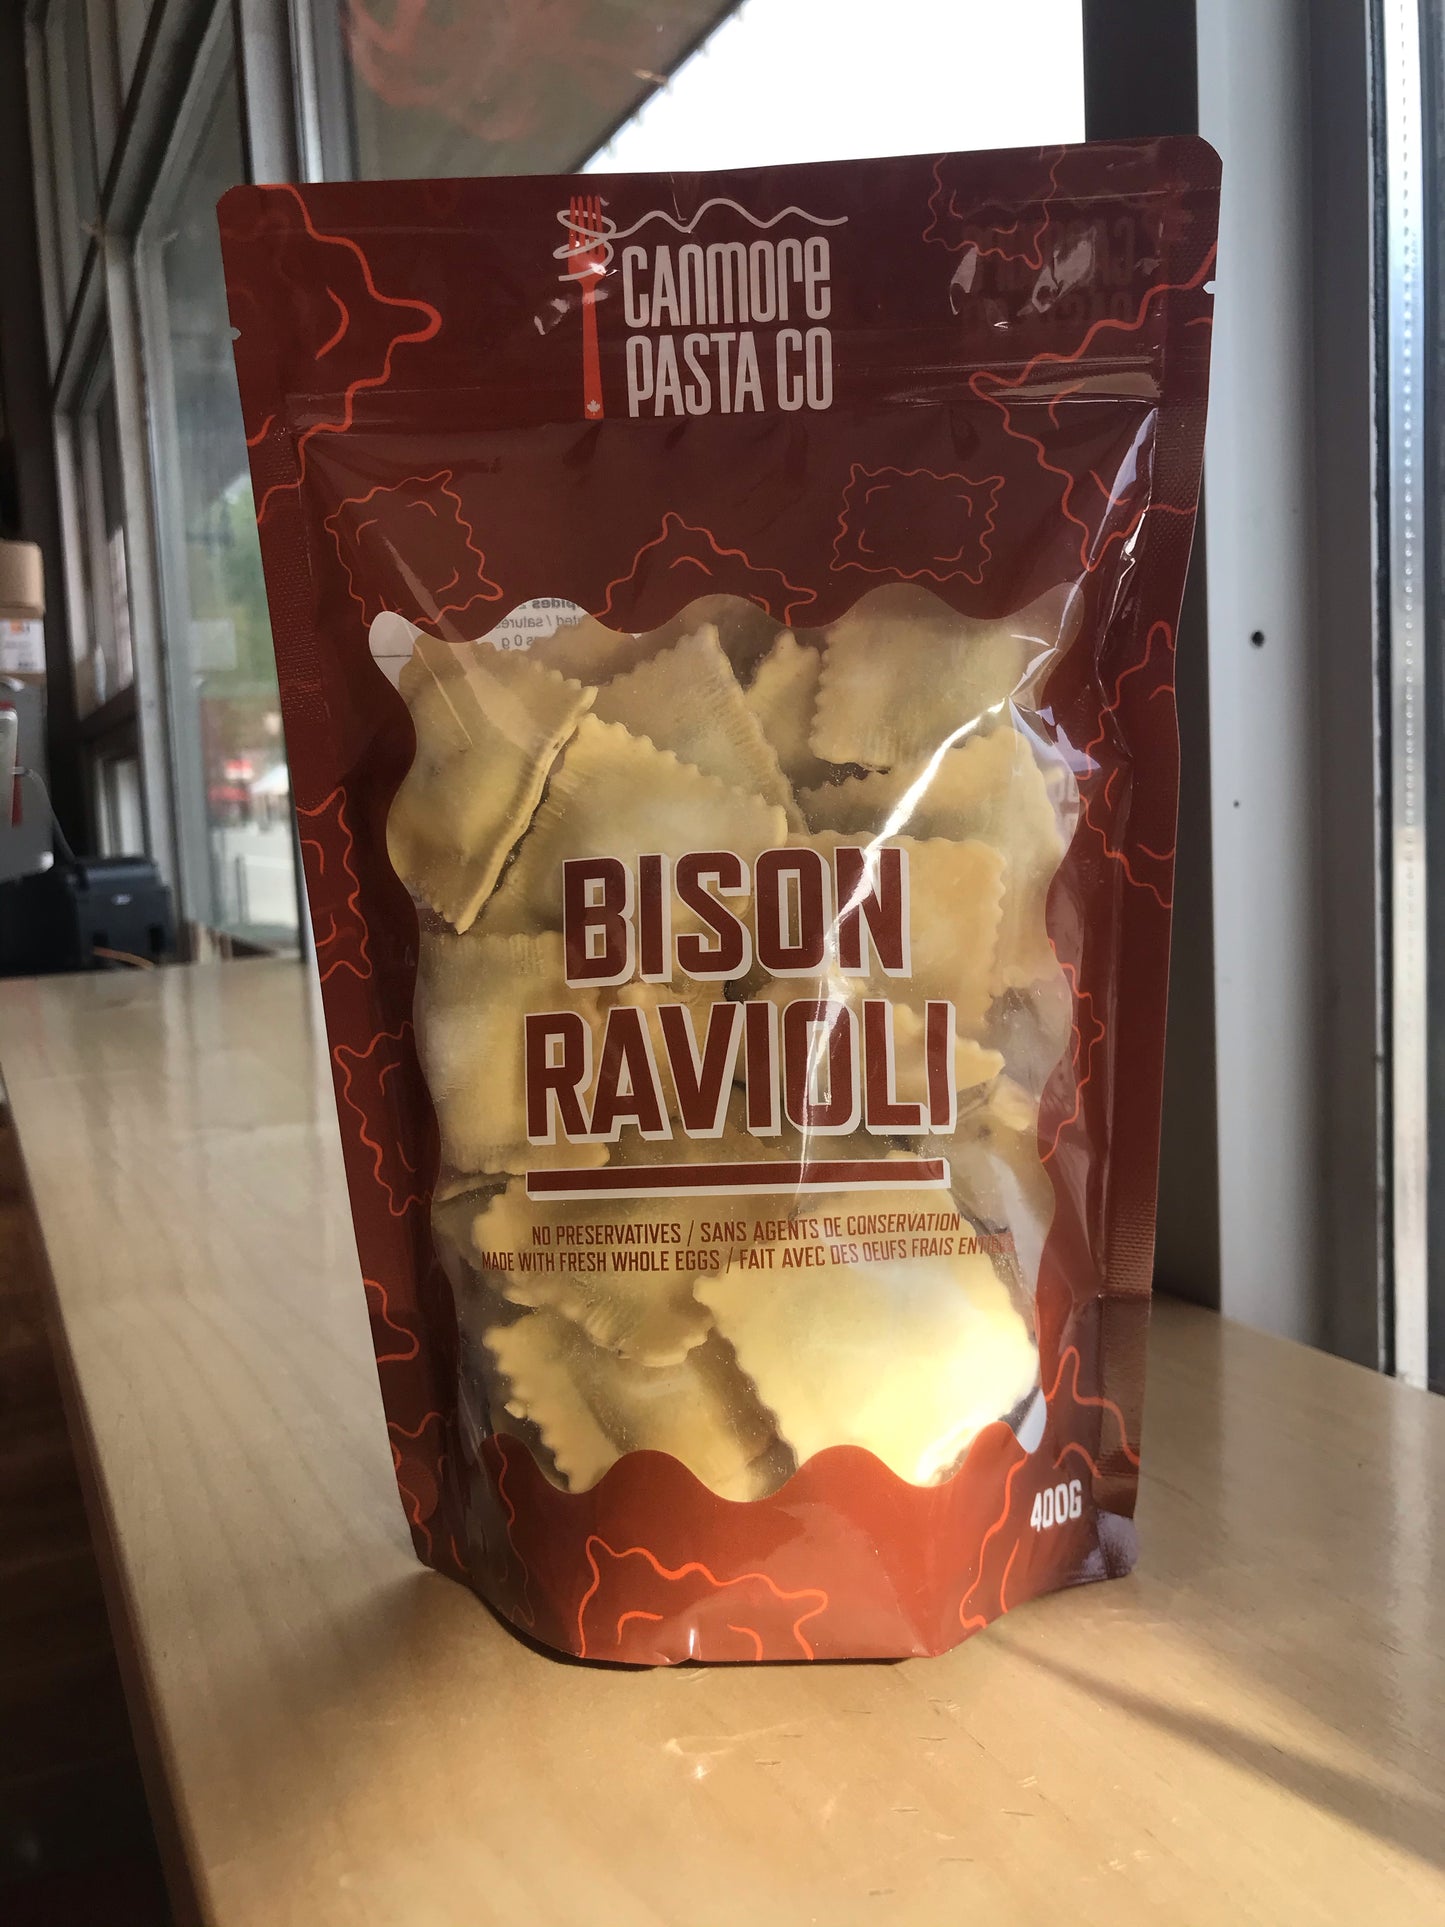 CANMORE
PASTA CO
BISON
RAVIOLI
NO PRESERVATIVES / SANS AGENTS DE CONSERVATION
MADE WITH FRESH WHOLE EGGS / FAIT AVEC DES OEUFS FRAIS
400G